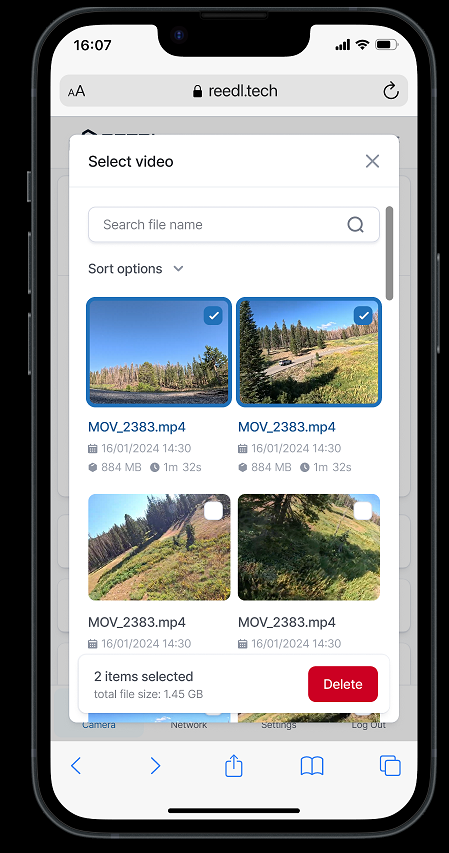 16:07
AA
reedl.tech
Select video
Search file name
Sort options
MOV_2383.mp4
MOV_2383.mp4
16/01/2024 14:30
16/01/2024 14:30
884 MB 1m 32s
884 MB 1m 32s
MOV_2383.mp4
MOV_2383.mp4
16/01/2024 14:30
16/01/2024 14:30
2 items selected
total file size: 1.45 GB
Delete
Camera
Network
Settings
Log Out